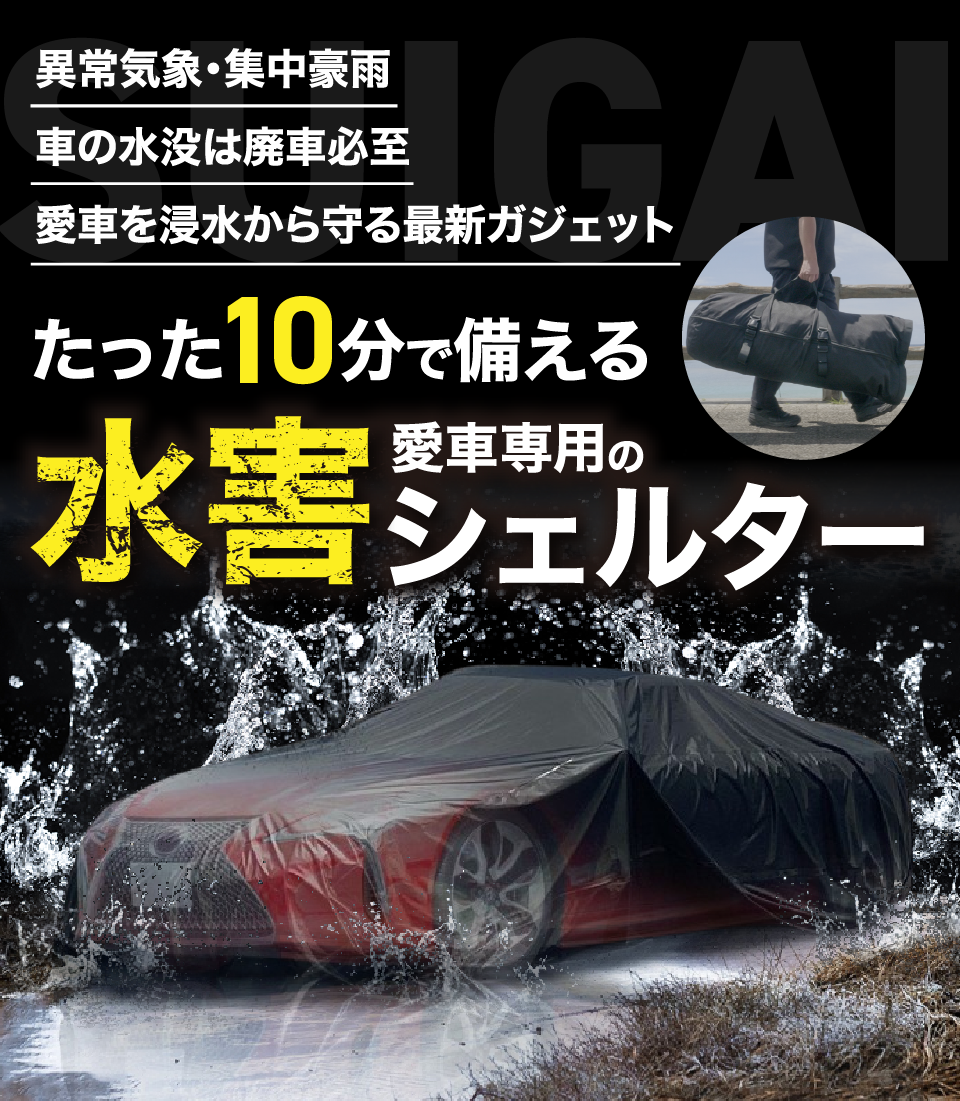 SUIGAI
異常気象・集中豪雨
車の水没は廃車必至
愛車を浸水から守る最新ガジェット
たった10分で備える
水害
愛車専用の
シェルター